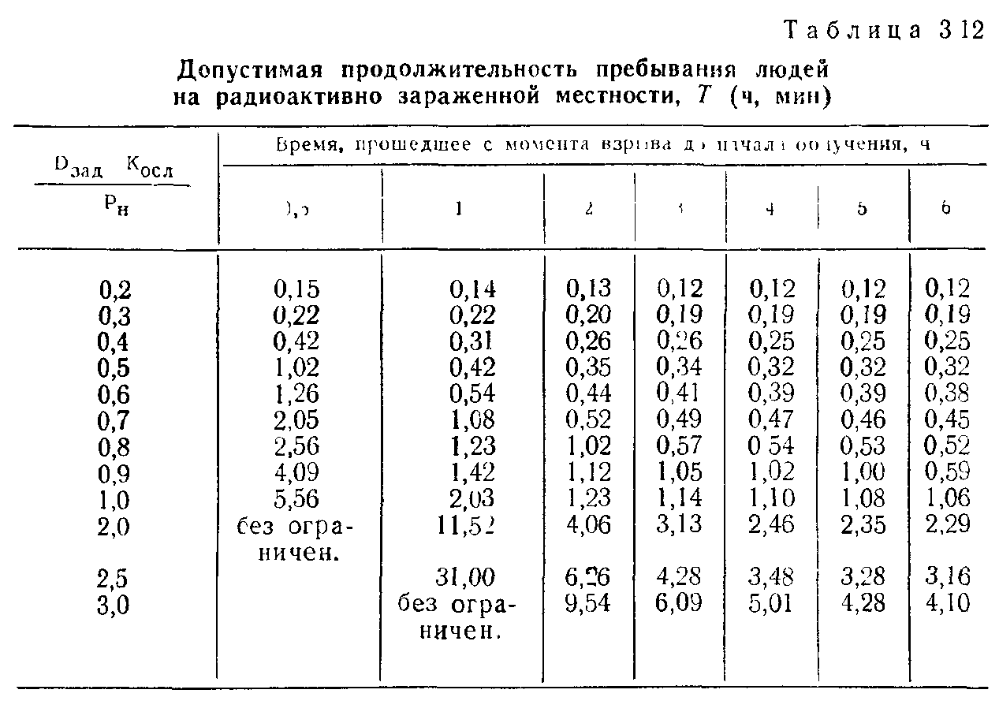 Таблица 3 12
Допустимая продолжительность пребывания людей
на радиоактивно зараженной местности, T (ч, мин)
Время, прошедшее с момента взрыва до начала облучения, ч
Dзад Kосл
Pн
1 2 4 5 6
0,2 0,15 0,14 0,13 0,12 0,12 0,12 0,12
0,3 0,22 0,22 0,20 0,19 0,19 0,19 0,19
0,4 0,42 0,31 0,26 0,26 0,25 0,25 0,25
0,5 1,02 0,42 0,35 0,34 0,32 0,32 0,32
0,6 1,26 0,54 0,44 0,41 0,39 0,39 0,38
0,7 2,05 1,08 0,52 0,49 0,47 0,46 0,45
0,8 2,56 1,23 1,02 0,57 0 54 0,53 0,52
0,9 4,09 1,42 1,12 1,05 1,02 1,00 0,59
1,0 5,56 2,03 1,23 1,14 1,10 1,08 1,06
2,0 без огра- 11,52 4,06 3,13 2,46 2,35 2,29
ничен.
2,5 31,00 6,26 4,28 3,48 3,28 3,16
3,0 без огра- 9,54 6,09 5,01 4,28 4,10
ничен.